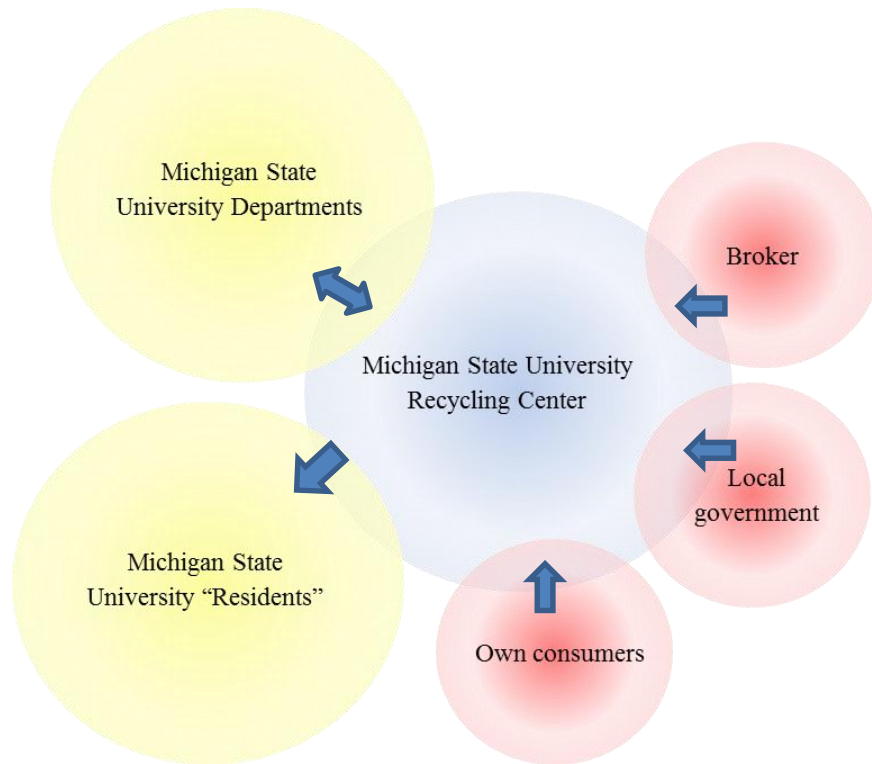 Michigan State
University Departments
Broker
Michigan State University
Recycling Center
Local
government
Michigan State
University “Residents”
Own consumers